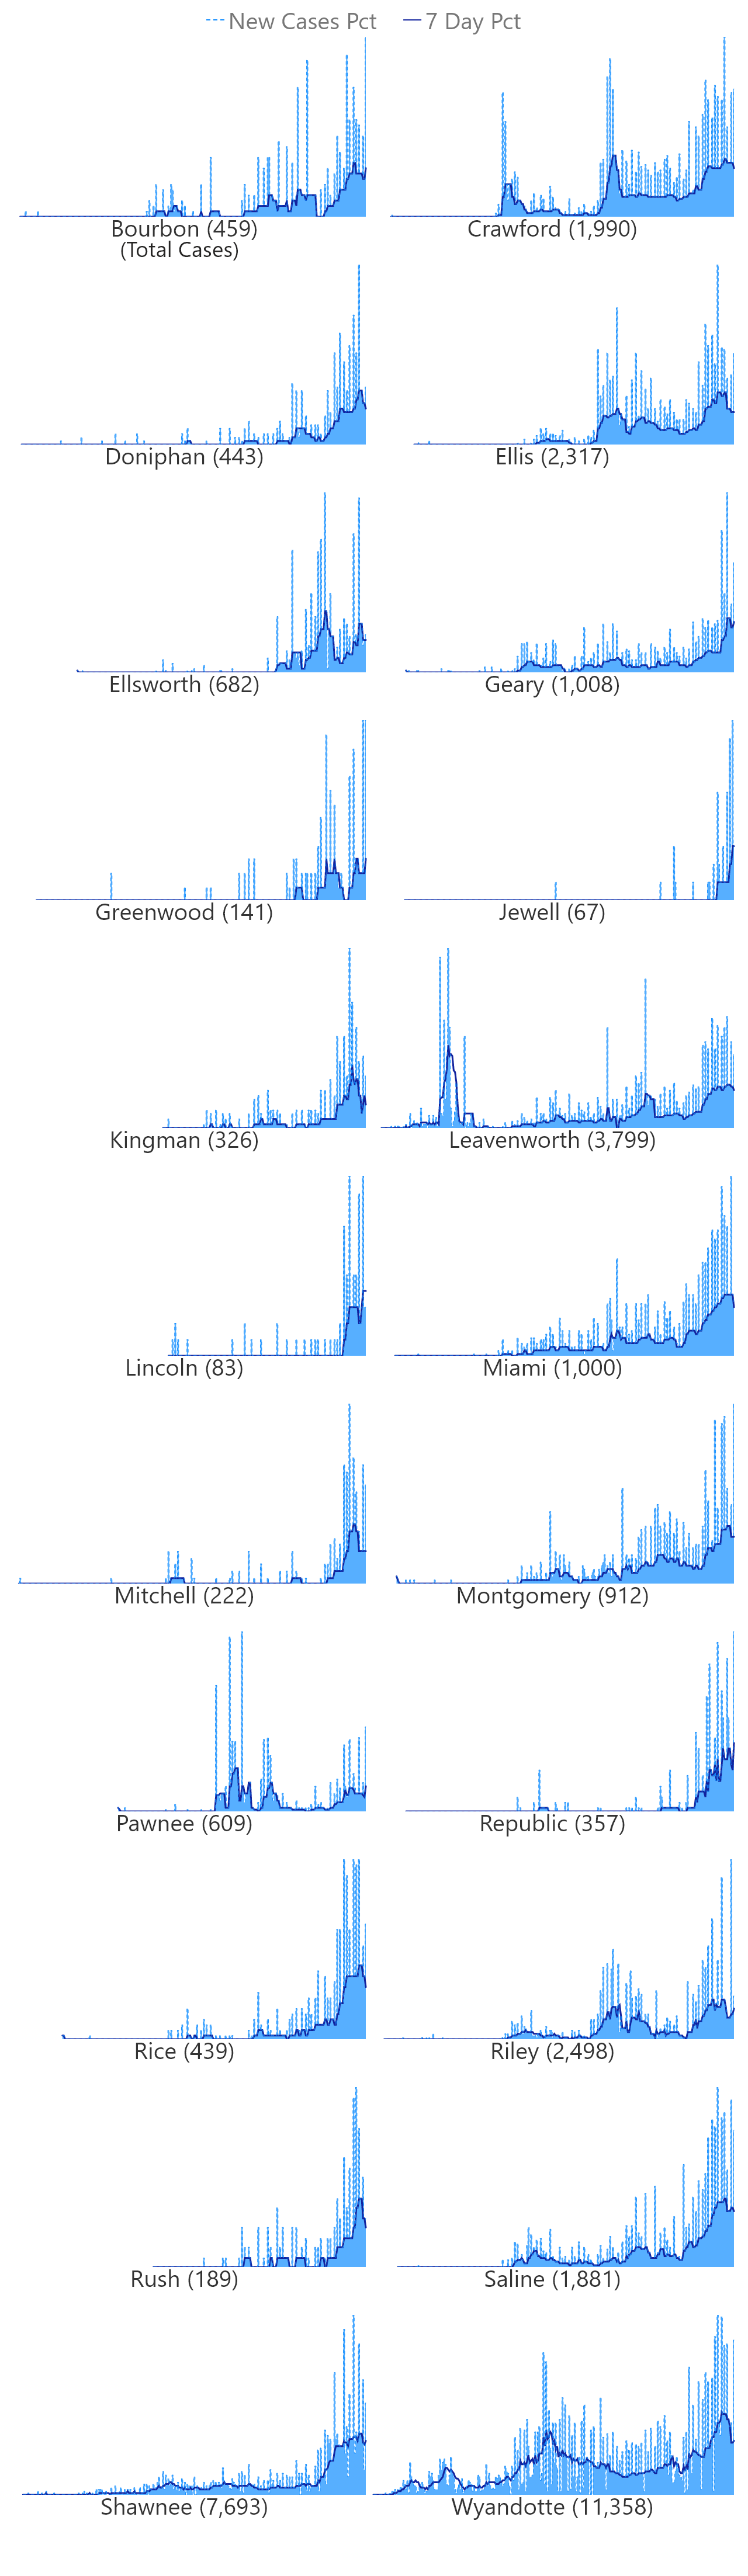 New Cases Pct 7 Day Pct
Bourbon (459) Crawford (1,990)
(Total Cases)
Doniphan (443) Ellis (2,317)
Ellsworth (682) Geary (1,008)
Greenwood (141) Jewell (67)
Kingman (326) Leavenworth (3,799)
Lincoln (83) Miami (1,000)
Mitchell (222) Montgomery (912)
Pawnee (609) Republic (357)
Rice (439) Riley (2,498)
Rush (189) Saline (1,881)
Shawnee (7,693) Wyandotte (11,358)